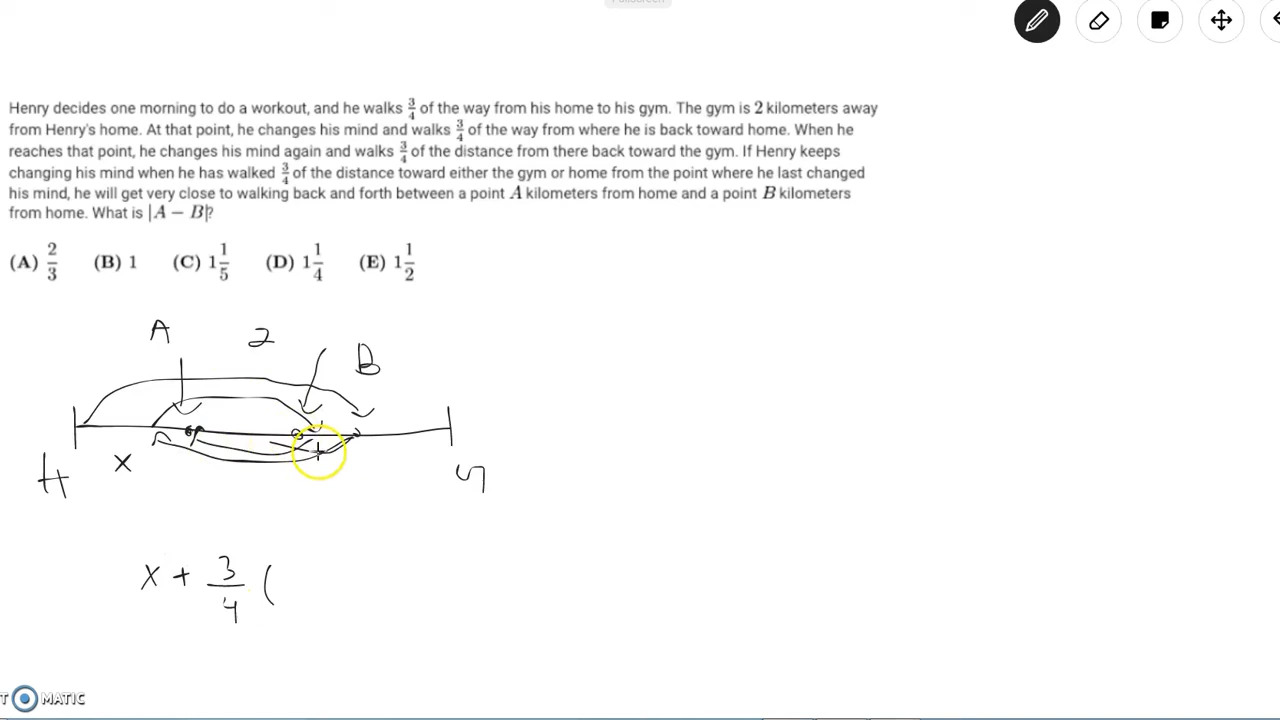 Henry decides one morning to do a workout, and he walks 3/4 of the way from his home to his gym. The gym is 2 kilometers away
from Henry's home. At that point, he changes his mind and walks 3/4 of the way from where he is back toward home. When he
reaches that point, he changes his mind again and walks 3/4 of the distance from there back toward the gym. If Henry keeps
changing his mind when he has walked 3/4 of the distance toward either the gym or home from the point where he last changed
his mind, he will get very close to walking back and forth between a point A kilometers from home and a point B kilometers
from home. What is |A − B|?
(A) 2/3 (B) 1 (C) 1 1/5 (D) 1 1/4 (E) 1 1/2
A 2 B
H x G
x + 3/4 (
MATIC